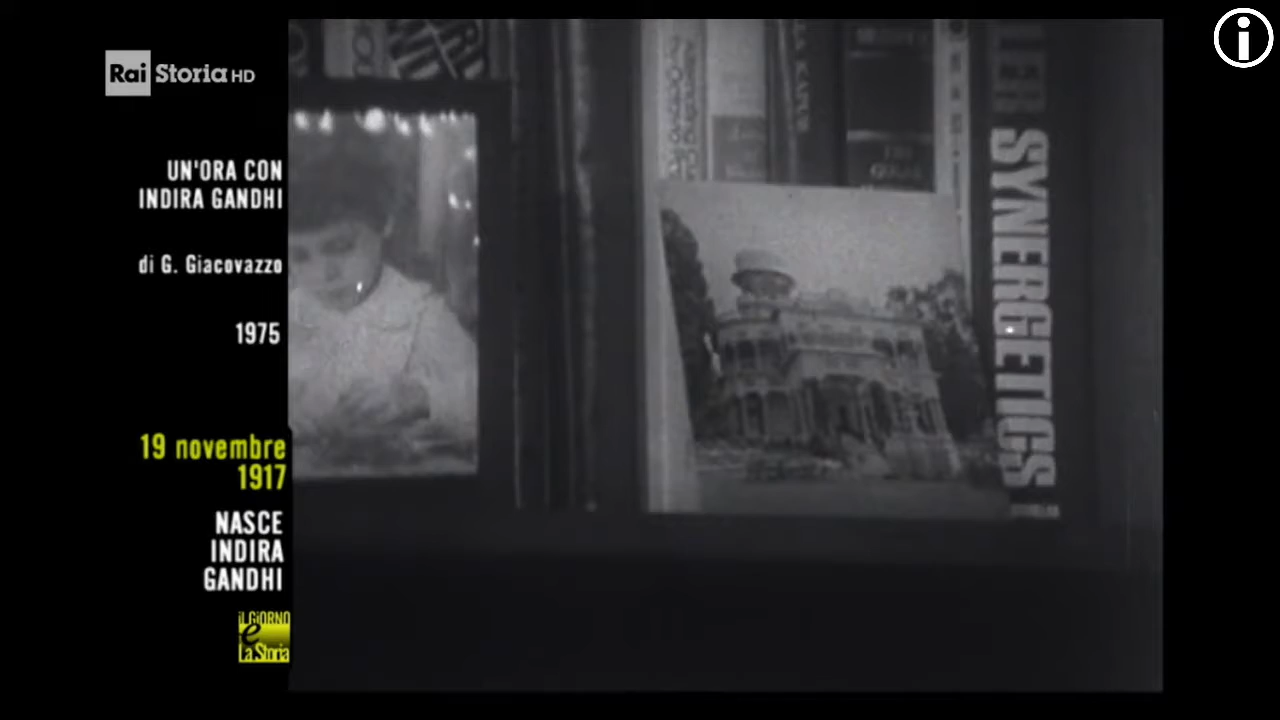 Rai Storia HD
UN'ORA CON
INDIRA GANDHI
di G. Giacovazzo
1975
19 novembre
1917
NASCE
INDIRA
GANDHI
iL GiORNO
e
La Storia
SYNERGETICS